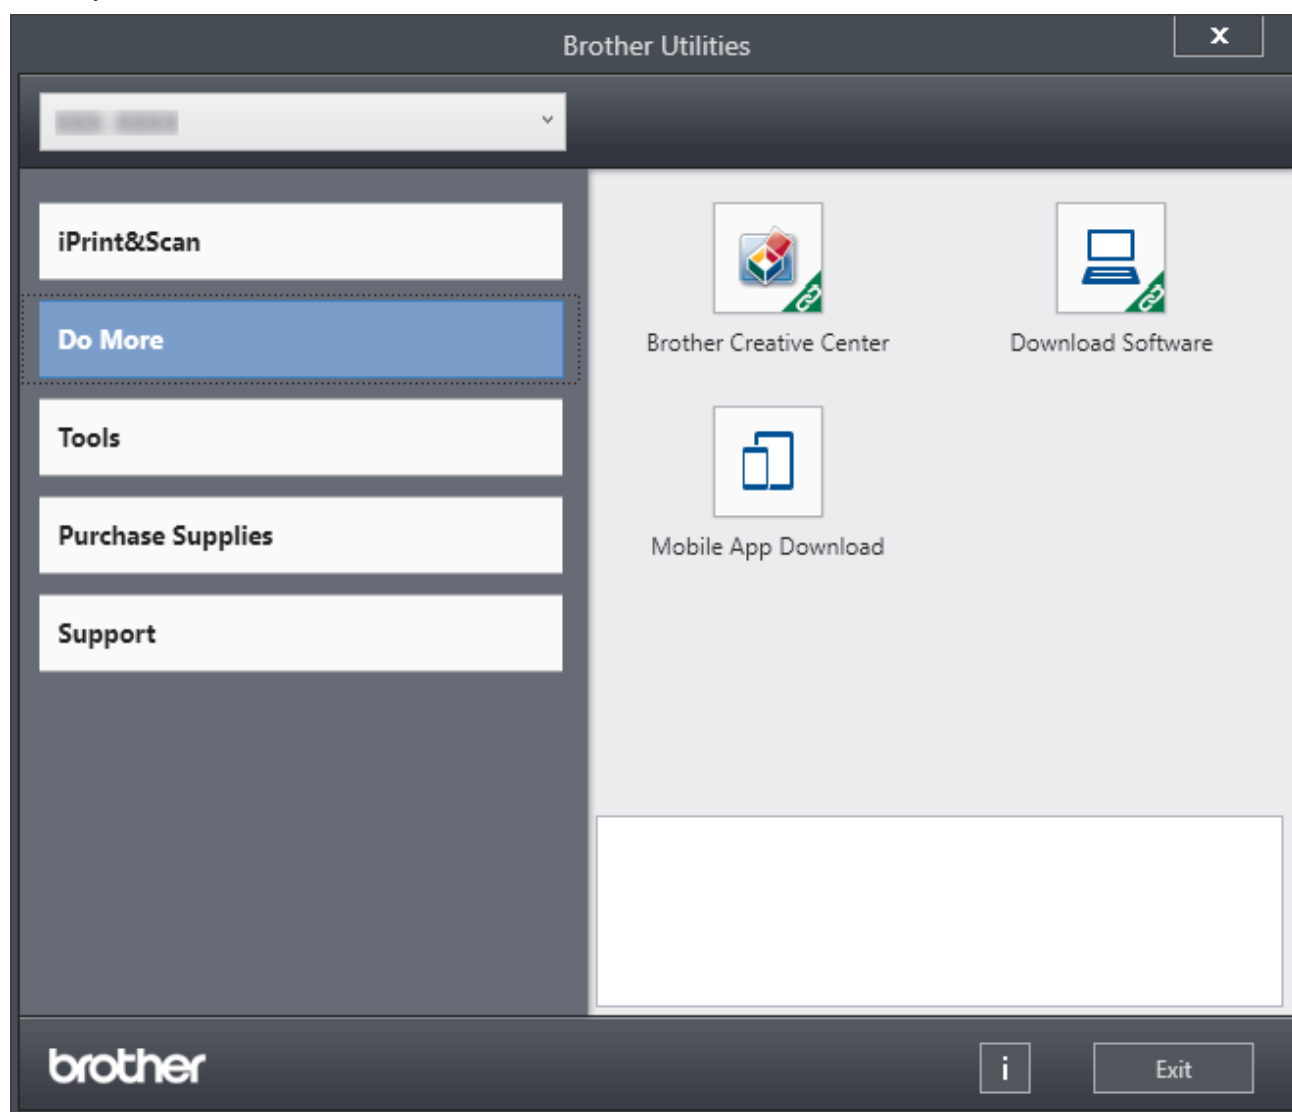 Brother Utilities
X
iPrint&Scan
Do More
Tools
Purchase Supplies
Support
Brother Creative Center
Download Software
Mobile App Download
brother
i
Exit